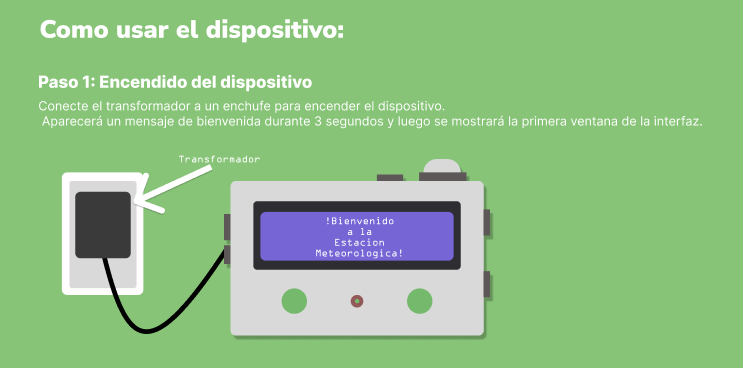 Como usar el dispositivo:
Paso 1: Encendido del dispositivo
Conecte el transformador a un enchufe para encender el dispositivo.
Aparecerá un mensaje de bienvenida durante 3 segundos y luego se mostrará la primera ventana de la interfaz.
Transformador
!Bienvenido
a la
Estacion
Meteorologica!